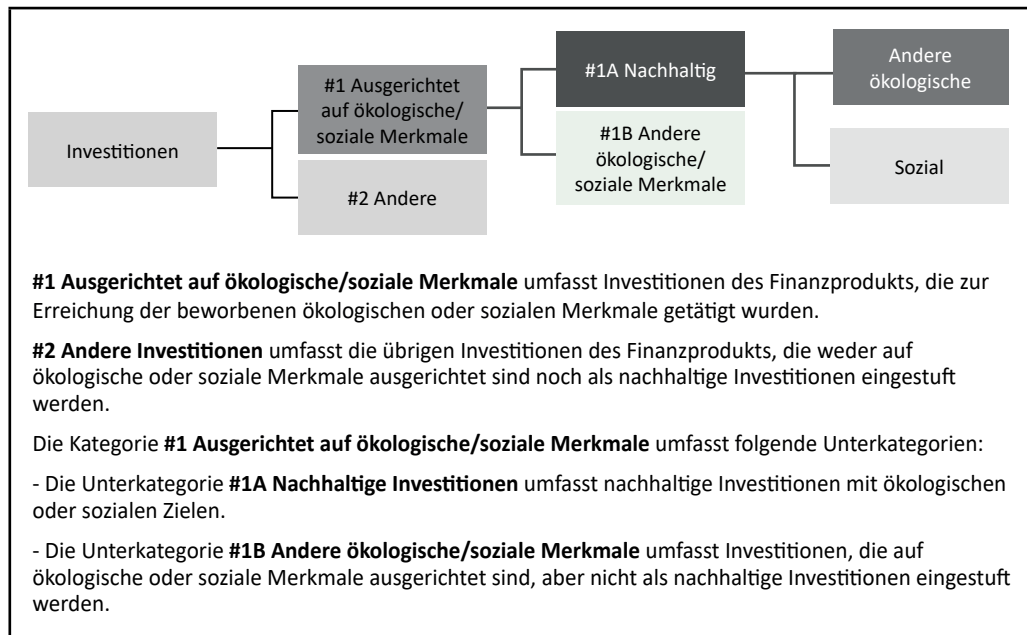 Investitionen
#1 Ausgerichtet
auf ökologische/
soziale Merkmale
#2 Andere
#1A Nachhaltig
#1B Andere
ökologische/
soziale Merkmale
Andere
ökologische
Sozial
#1 Ausgerichtet auf ökologische/soziale Merkmale umfasst Investitionen des Finanzprodukts, die zur
Erreichung der beworbenen ökologischen oder sozialen Merkmale getätigt wurden.
#2 Andere Investitionen umfasst die übrigen Investitionen des Finanzprodukts, die weder auf
ökologische oder soziale Merkmale ausgerichtet sind noch als nachhaltige Investitionen eingestuft
werden.
Die Kategorie #1 Ausgerichtet auf ökologische/soziale Merkmale umfasst folgende Unterkategorien:
- Die Unterkategorie #1A Nachhaltige Investitionen umfasst nachhaltige Investitionen mit ökologischen
oder sozialen Zielen.
- Die Unterkategorie #1B Andere ökologische/soziale Merkmale umfasst Investitionen, die auf
ökologische oder soziale Merkmale ausgerichtet sind, aber nicht als nachhaltige Investitionen eingestuft
werden.